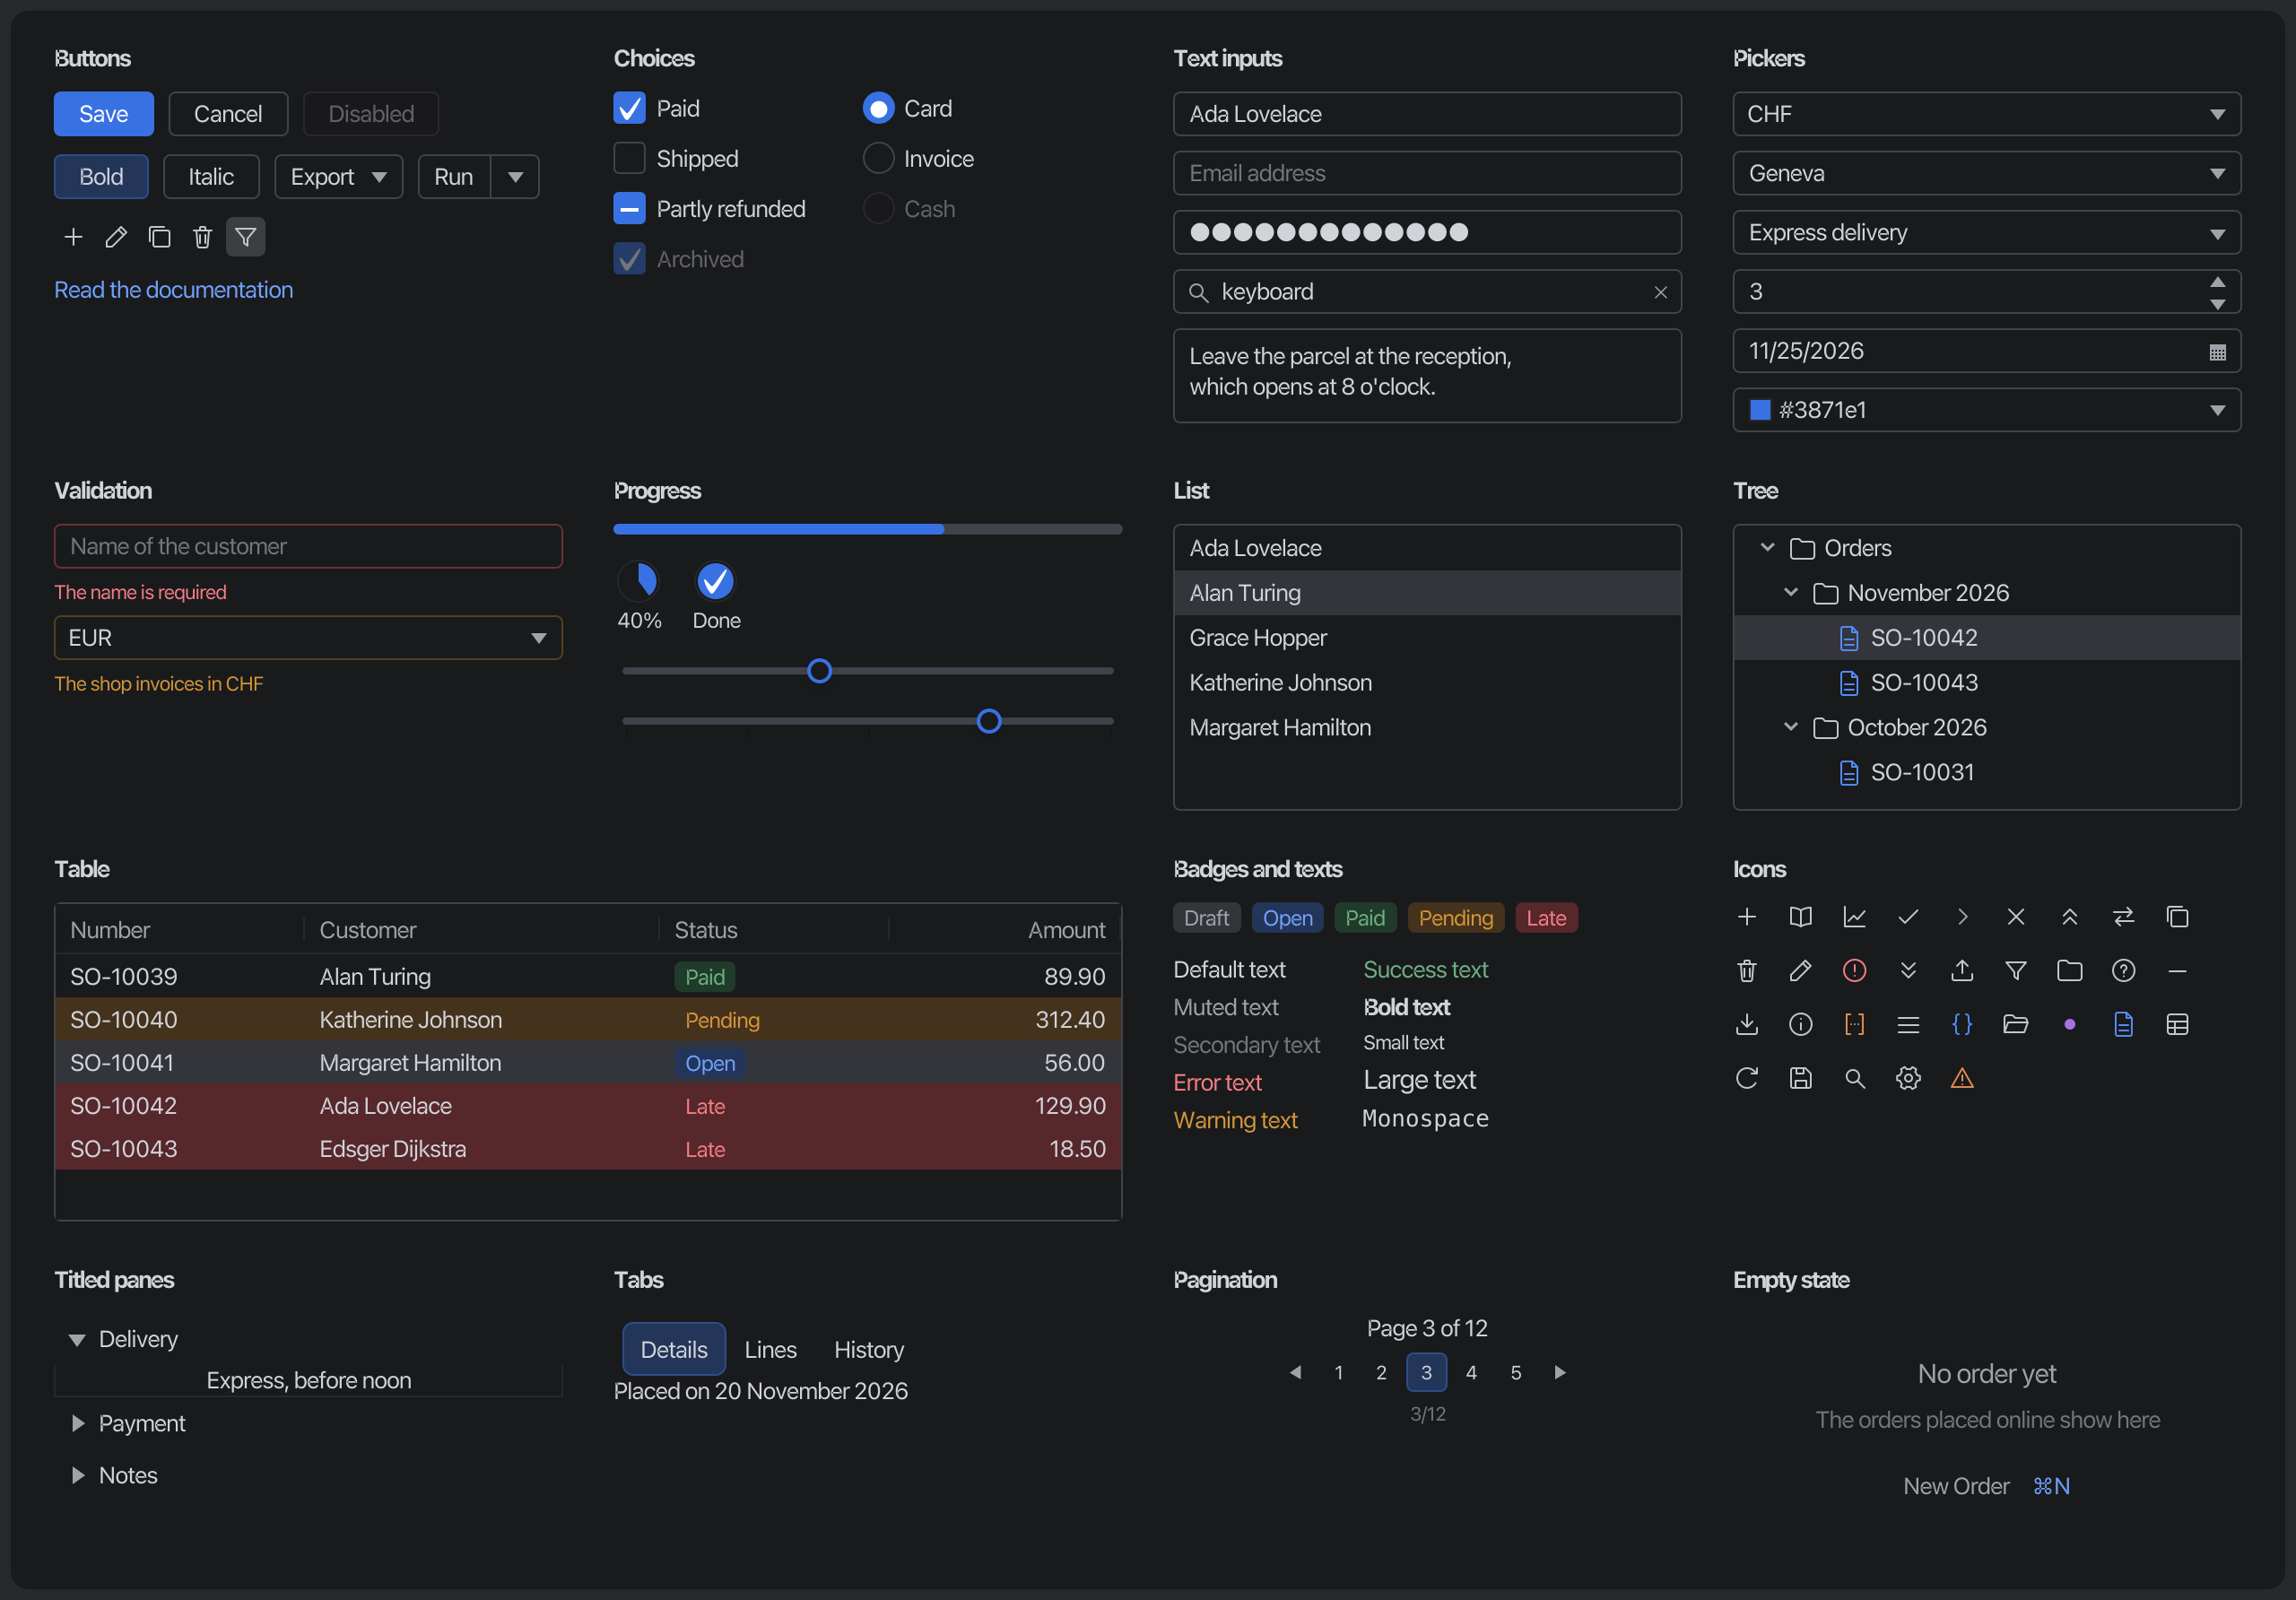 Buttons
Save Cancel Disabled
Bold Italic Export Run
Read the documentation
Choices
Paid Card
Shipped Invoice
Partly refunded Cash
Archived
Text inputs
Ada Lovelace
Email address
keyboard
Leave the parcel at the reception,
which opens at 8 o'clock.
Pickers
CHF
Geneva
Express delivery
3
11/25/2026
#3871e1
Validation
Name of the customer
The name is required
EUR
The shop invoices in CHF
Progress
40% Done
List
Ada Lovelace
Alan Turing
Grace Hopper
Katherine Johnson
Margaret Hamilton
Tree
Orders
November 2026
SO-10042
SO-10043
October 2026
SO-10031
Table
Number Customer Status Amount
SO-10039 Alan Turing Paid 89.90
SO-10040 Katherine Johnson Pending 312.40
SO-10041 Margaret Hamilton Open 56.00
SO-10042 Ada Lovelace Late 129.90
SO-10043 Edsger Dijkstra Late 18.50
Badges and texts
Draft Open Paid Pending Late
Default text Success text
Muted text Bold text
Secondary text Small text
Error text Large text
Warning text Monospace
Icons
Titled panes
Delivery
Express, before noon
Payment
Notes
Tabs
Details Lines History
Placed on 20 November 2026
Pagination
Page 3 of 12
1 2 3 4 5
3/12
Empty state
No order yet
The orders placed online show here
New Order ⌘N